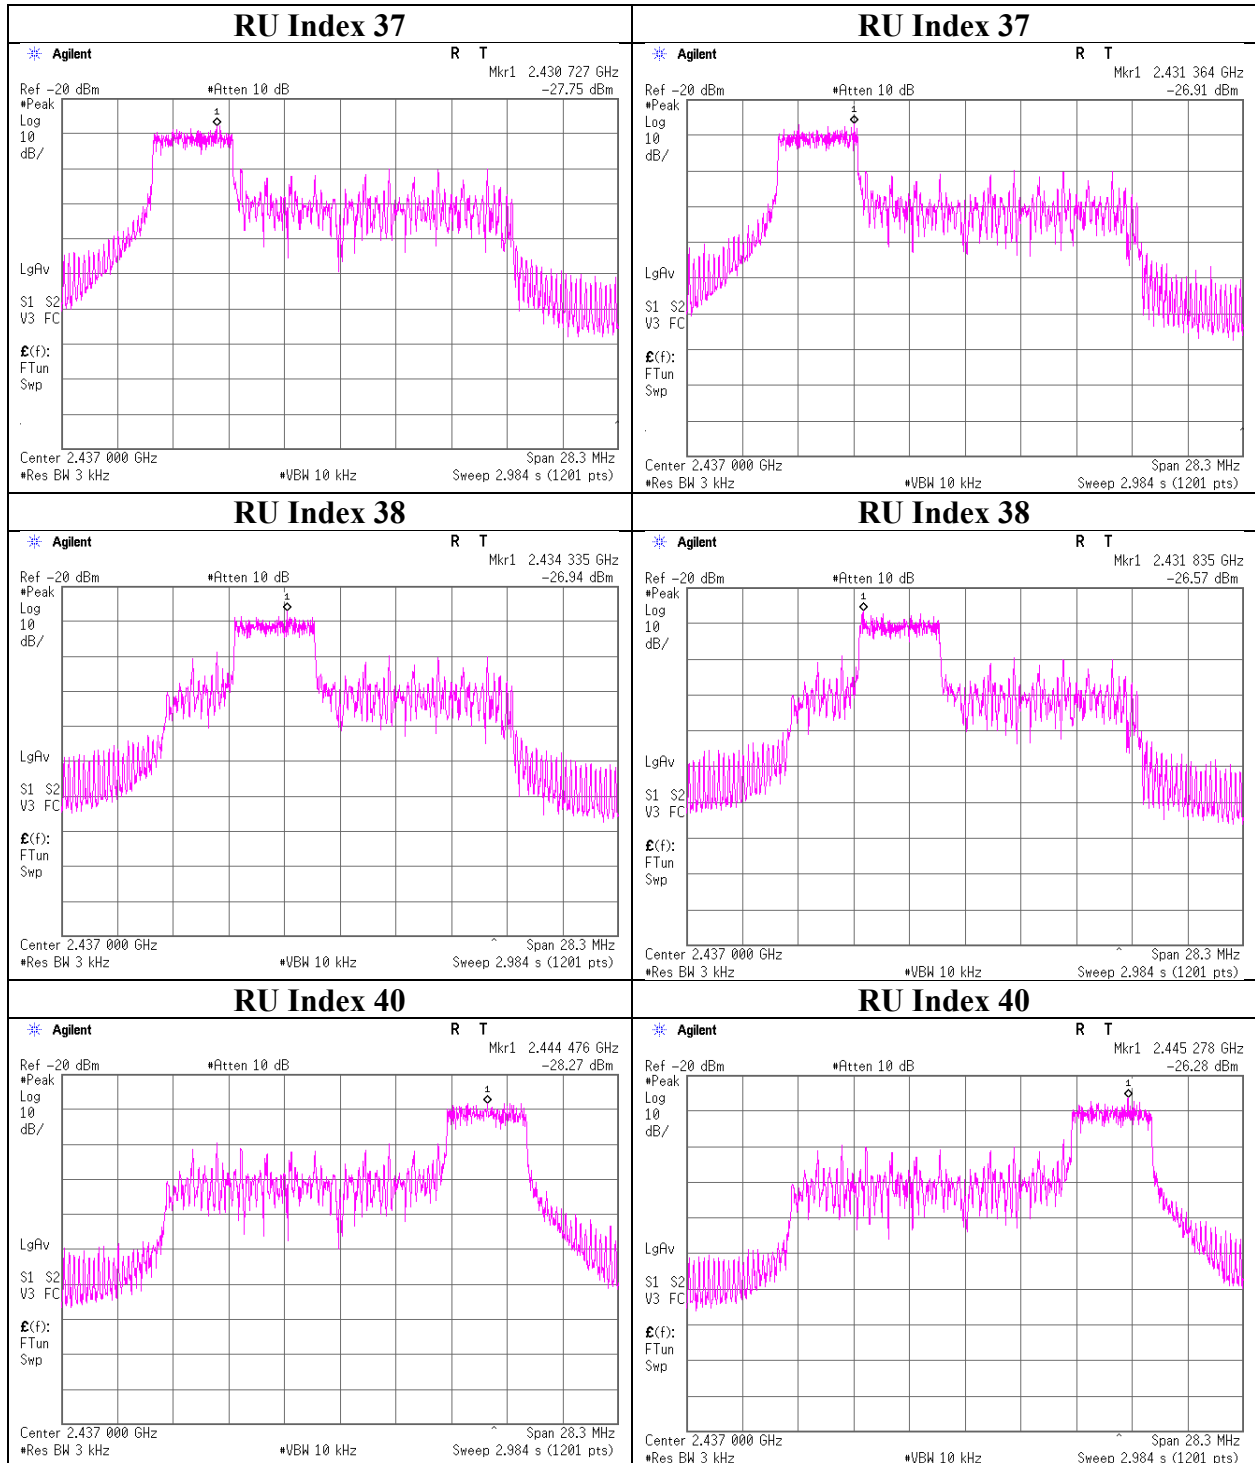 RU Index 37
Agilent
R T
Mkr1 2.430 727 GHz
Ref -20 dBm #Atten 10 dB -27.75 dBm
#Peak
Log
10
dB/
1
LgAv
S1 S2
V3 FC
£(f):
FTun
Swp
Center 2.437 000 GHz Span 28.3 MHz
#Res BW 3 kHz #VBW 10 kHz Sweep 2.984 s (1201 pts)
RU Index 37
Agilent
R T
Mkr1 2.431 364 GHz
Ref -20 dBm #Atten 10 dB -26.91 dBm
#Peak
Log
10
dB/
1
LgAv
S1 S2
V3 FC
£(f):
FTun
Swp
Center 2.437 000 GHz Span 28.3 MHz
#Res BW 3 kHz #VBW 10 kHz Sweep 2.984 s (1201 pts)
RU Index 38
Agilent
R T
Mkr1 2.434 335 GHz
Ref -20 dBm #Atten 10 dB -26.94 dBm
#Peak
Log
10
dB/
1
LgAv
S1 S2
V3 FC
£(f):
FTun
Swp
Center 2.437 000 GHz Span 28.3 MHz
#Res BW 3 kHz #VBW 10 kHz Sweep 2.984 s (1201 pts)
RU Index 38
Agilent
R T
Mkr1 2.431 835 GHz
Ref -20 dBm #Atten 10 dB -26.57 dBm
#Peak
Log
10
dB/
1
LgAv
S1 S2
V3 FC
£(f):
FTun
Swp
Center 2.437 000 GHz Span 28.3 MHz
#Res BW 3 kHz #VBW 10 kHz Sweep 2.984 s (1201 pts)
RU Index 40
Agilent
R T
Mkr1 2.444 476 GHz
Ref -20 dBm #Atten 10 dB -28.27 dBm
#Peak
Log
10
dB/
1
LgAv
S1 S2
V3 FC
£(f):
FTun
Swp
Center 2.437 000 GHz Span 28.3 MHz
#Res BW 3 kHz #VBW 10 kHz Sweep 2.984 s (1201 pts)
RU Index 40
Agilent
R T
Mkr1 2.445 278 GHz
Ref -20 dBm #Atten 10 dB -26.28 dBm
#Peak
Log
10
dB/
1
LgAv
S1 S2
V3 FC
£(f):
FTun
Swp
Center 2.437 000 GHz Span 28.3 MHz
#Res BW 3 kHz #VBW 10 kHz Sweep 2.984 s (1201 pts)